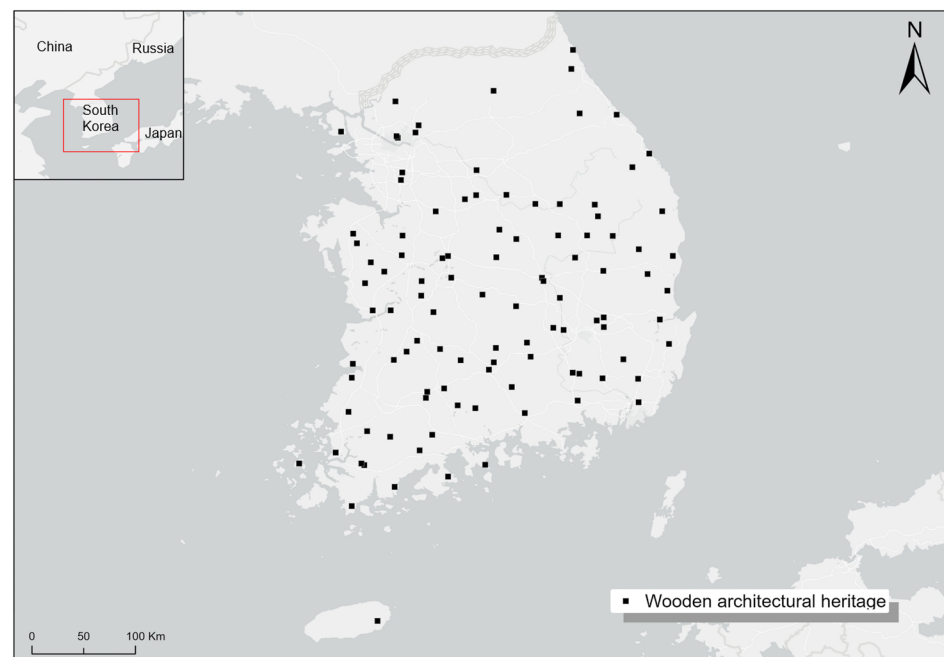 China
Russia
South
Korea
Japan
N
Wooden architectural heritage
0 50 100 Km